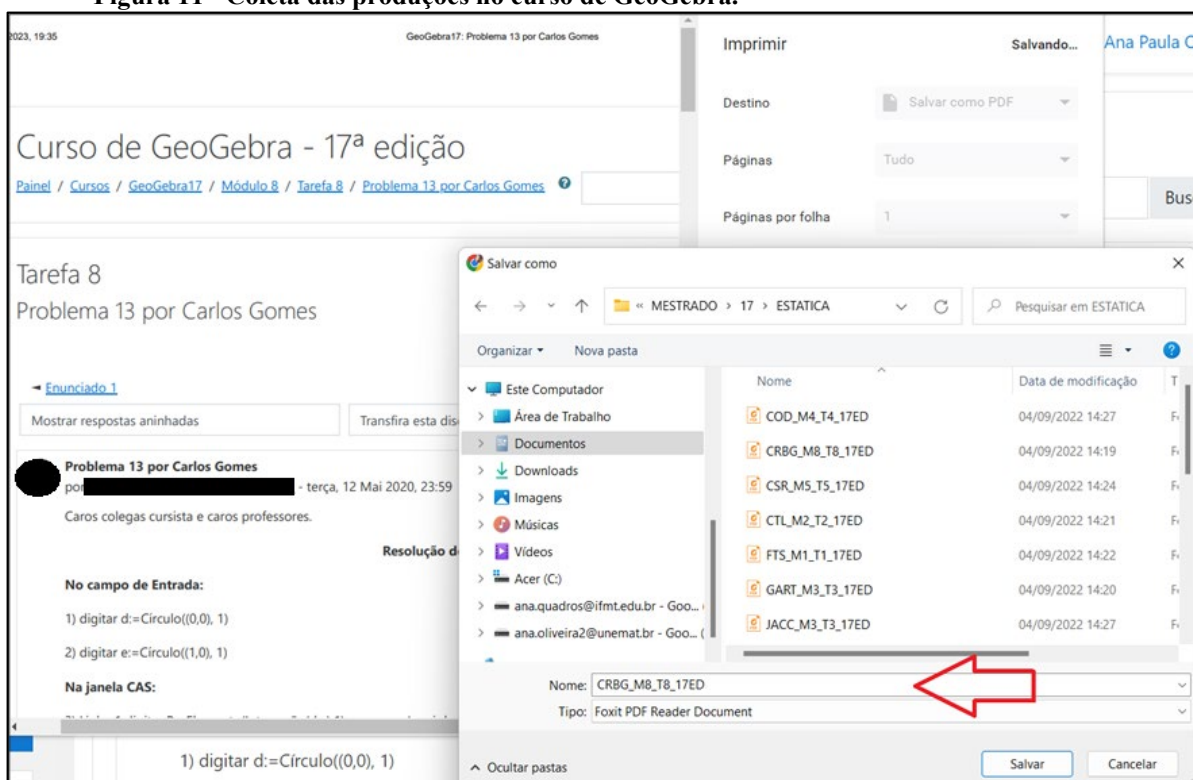 Figura 11 - Coleta das produções no curso de GeoGebra.
2023, 19:35
GeoGebra17: Problema 13 por Carlos Gomes
Curso de GeoGebra - 17ª edição
Painel / Cursos / GeoGebra17 / Módulo 8 / Tarefa 8 / Problema 13 por Carlos Gomes
Tarefa 8
Problema 13 por Carlos Gomes
Enunciado 1
Mostrar respostas aninhadas
Transfira esta dis
Problema 13 por Carlos Gomes
por - terça, 12 Mai 2020, 23:59
Caros colegas cursista e caros professores.
Resolução d
No campo de Entrada:
1) digitar d:=Círculo((0,0), 1)
2) digitar e:=Círculo((1,0), 1)
Na janela CAS:
1) digitar d:=Círculo((0,0), 1)
Imprimir
Salvando...
Destino
Salvar como PDF
Páginas
Tudo
Páginas por folha
1
Ana Paula
Bus
Salvar como
« MESTRADO > 17 > ESTATICA
Pesquisar em ESTATICA
Organizar
Nova pasta
Este Computador
Área de Trabalho
Documentos
Downloads
Imagens
Músicas
Vídeos
Acer (C:)
ana.quadros@ifmt.edu.br - Goo...
ana.oliveira2@unemat.br - Goo...
Nome
Data de modificação
T
COD_M4_T4_17ED
04/09/2022 14:27
CRBG_M8_T8_17ED
04/09/2022 14:19
CSR_M5_T5_17ED
04/09/2022 14:24
CTL_M2_T2_17ED
04/09/2022 14:21
FTS_M1_T1_17ED
04/09/2022 14:22
GART_M3_T3_17ED
04/09/2022 14:20
JACC_M3_T3_17ED
04/09/2022 14:27
Nome: CRBG_M8_T8_17ED
Tipo: Foxit PDF Reader Document
Ocultar pastas
Salvar
Cancelar